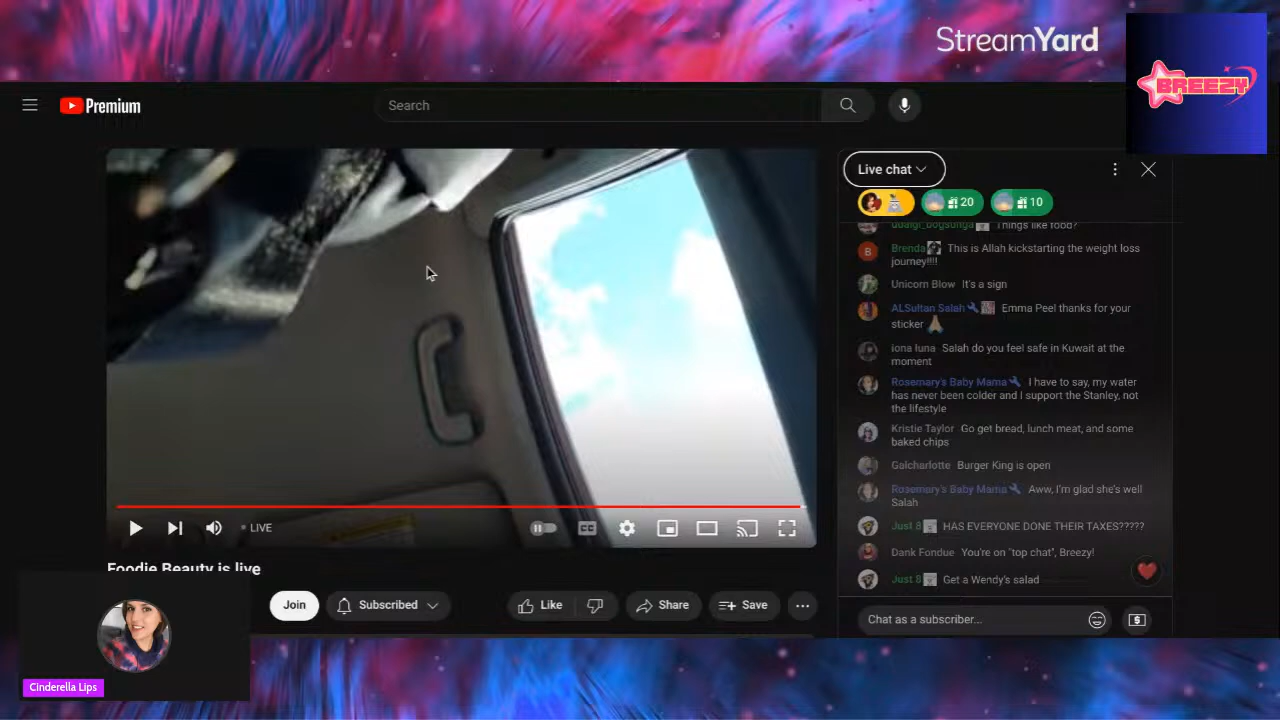 StreamYard
BREEZY
Premium
Search
Live chat
20
10
Things like food?
Brenda This is Allah kickstarting the weight loss
journey!!!!
Unicorn Blow It's a sign
ALSultan Salah Emma Peel thanks for your
sticker
iona luna Salah do you feel safe in Kuwait at the
moment
Rosemary's Baby Mama I have to say, my water
has never been colder and I support the Stanley, not
the lifestyle
Kristie Taylor Go get bread, lunch meat, and some
baked chips
Galcharlotte Burger King is open
Rosemary's Baby Mama Aww, I'm glad she's well
Salah
Just 8 HAS EVERYONE DONE THEIR TAXES?????
Dank Fondue You're on "top chat", Breezy!
Just 8 Get a Wendy's salad
Chat as a subscriber...
LIVE
CC
Foodie Beauty is live
Join
Subscribed
Like
Share
Save
Cinderella Lips